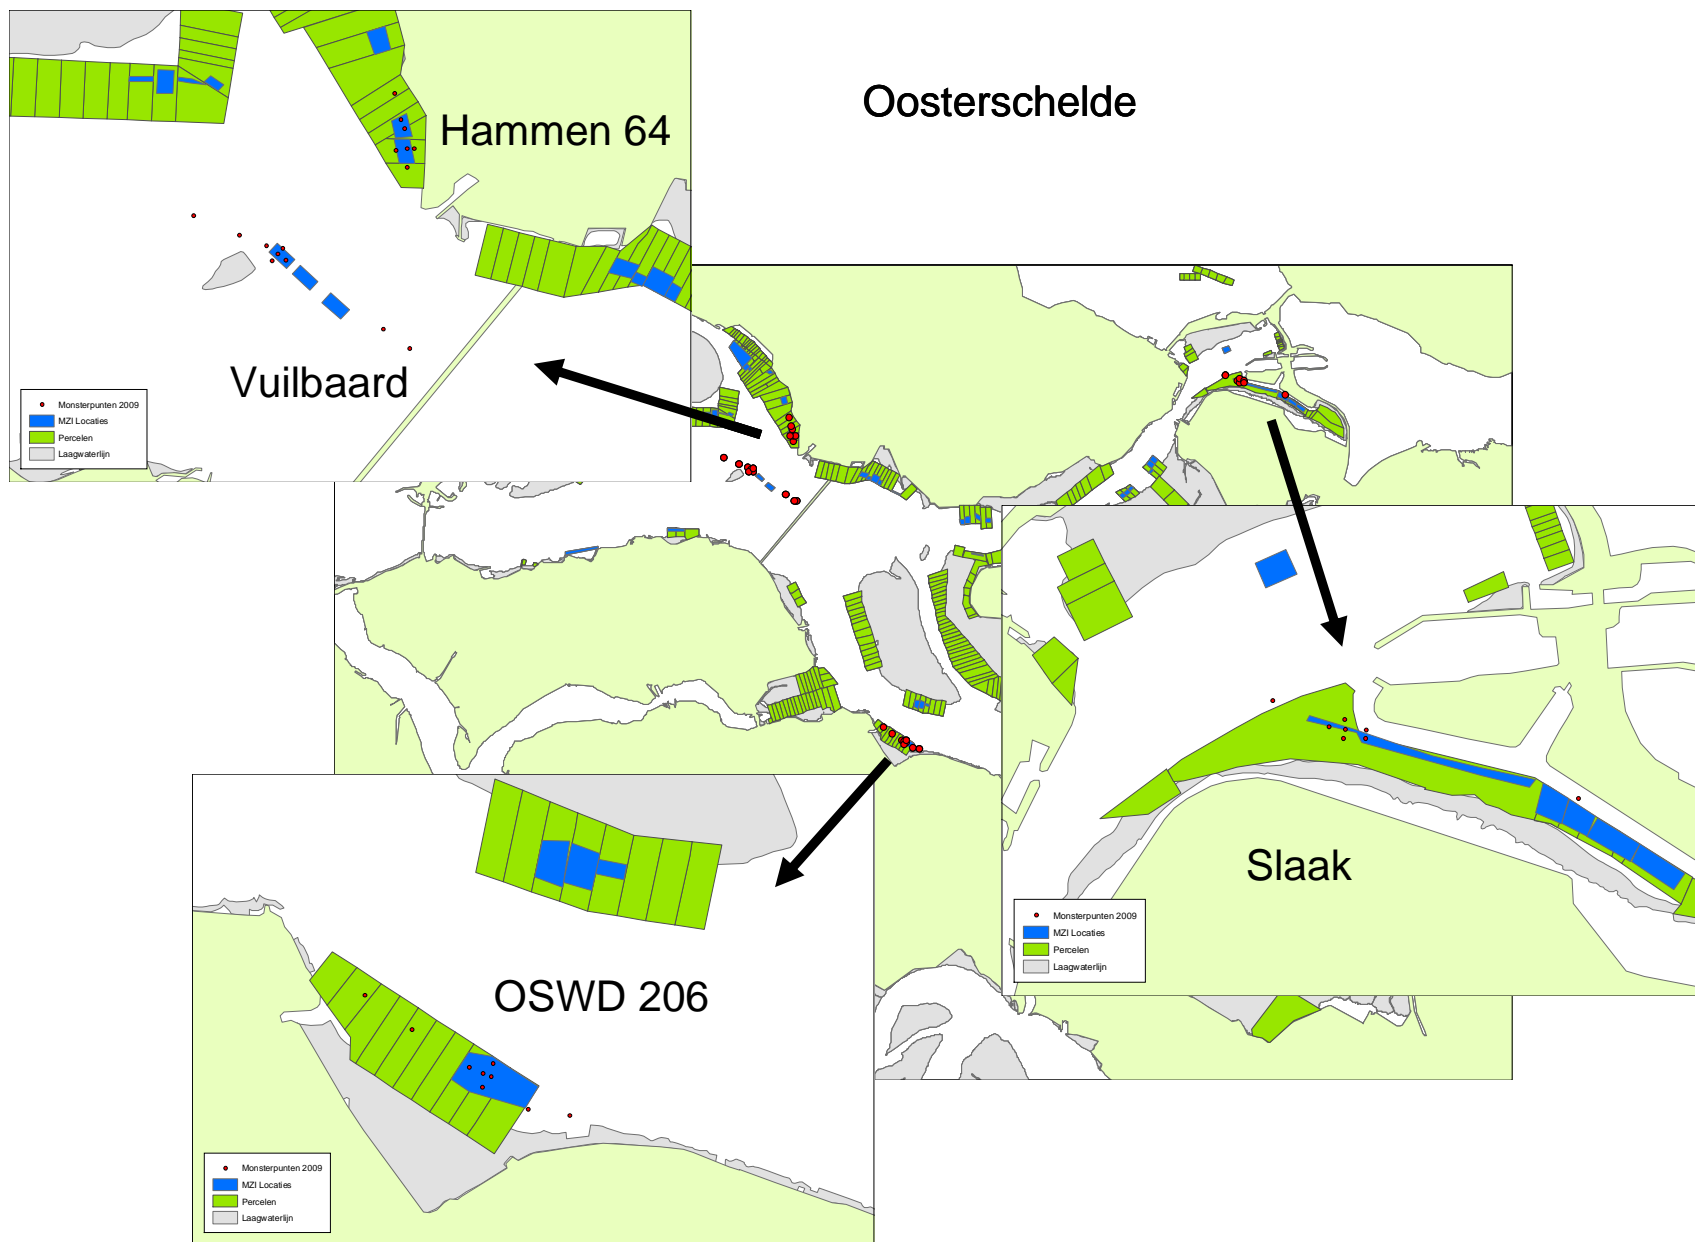 Oosterschelde
Hammen 64
Vuilbaard
Monsterpunten 2009
MZI Locaties
Percelen
Laagwaterlijn
Slaak
Monsterpunten 2009
MZI Locaties
Percelen
Laagwaterlijn
OSWD 206
Monsterpunten 2009
MZI Locaties
Percelen
Laagwaterlijn